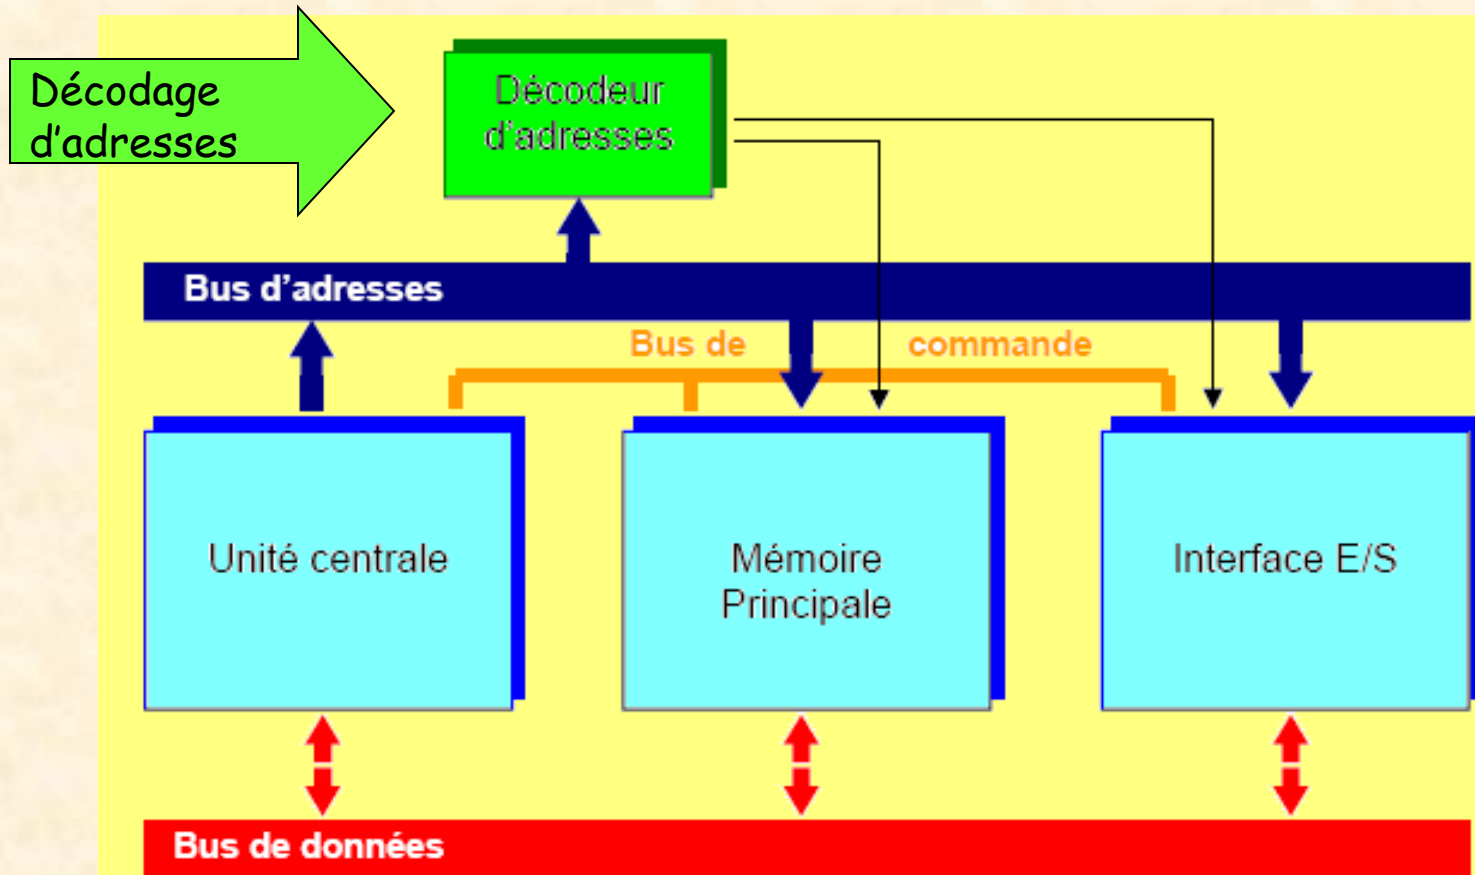 Décodage
d'adresses
Décodeur
d'adresses
Bus d'adresses
Bus de commande
Unité centrale
Mémoire
Principale
Interface E/S
Bus de données